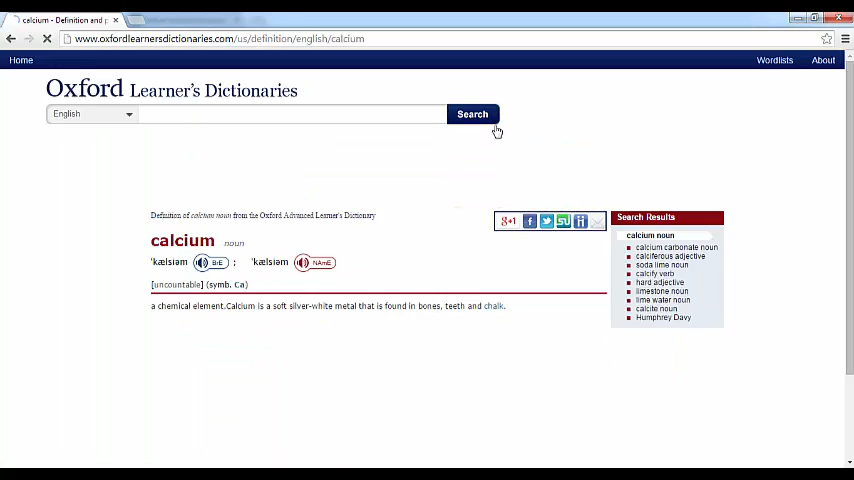 calcium - Definition and p
www.oxfordlearnersdictionaries.com/us/definition/english/calcium
Home Wordlists About
Oxford Learner's Dictionaries
English Search
Definition of calcium noun from the Oxford Advanced Learner's Dictionary
calcium noun
ˈkælsiəm BrE ; ˈkælsiəm NAmE
[uncountable] (symb. Ca)
a chemical element.Calcium is a soft silver-white metal that is found in bones, teeth and chalk.
g+1
Search Results
calcium noun
calcium carbonate noun
calciferous adjective
soda lime noun
calcify verb
hard adjective
limestone noun
lime water noun
calcite noun
Humphrey Davy